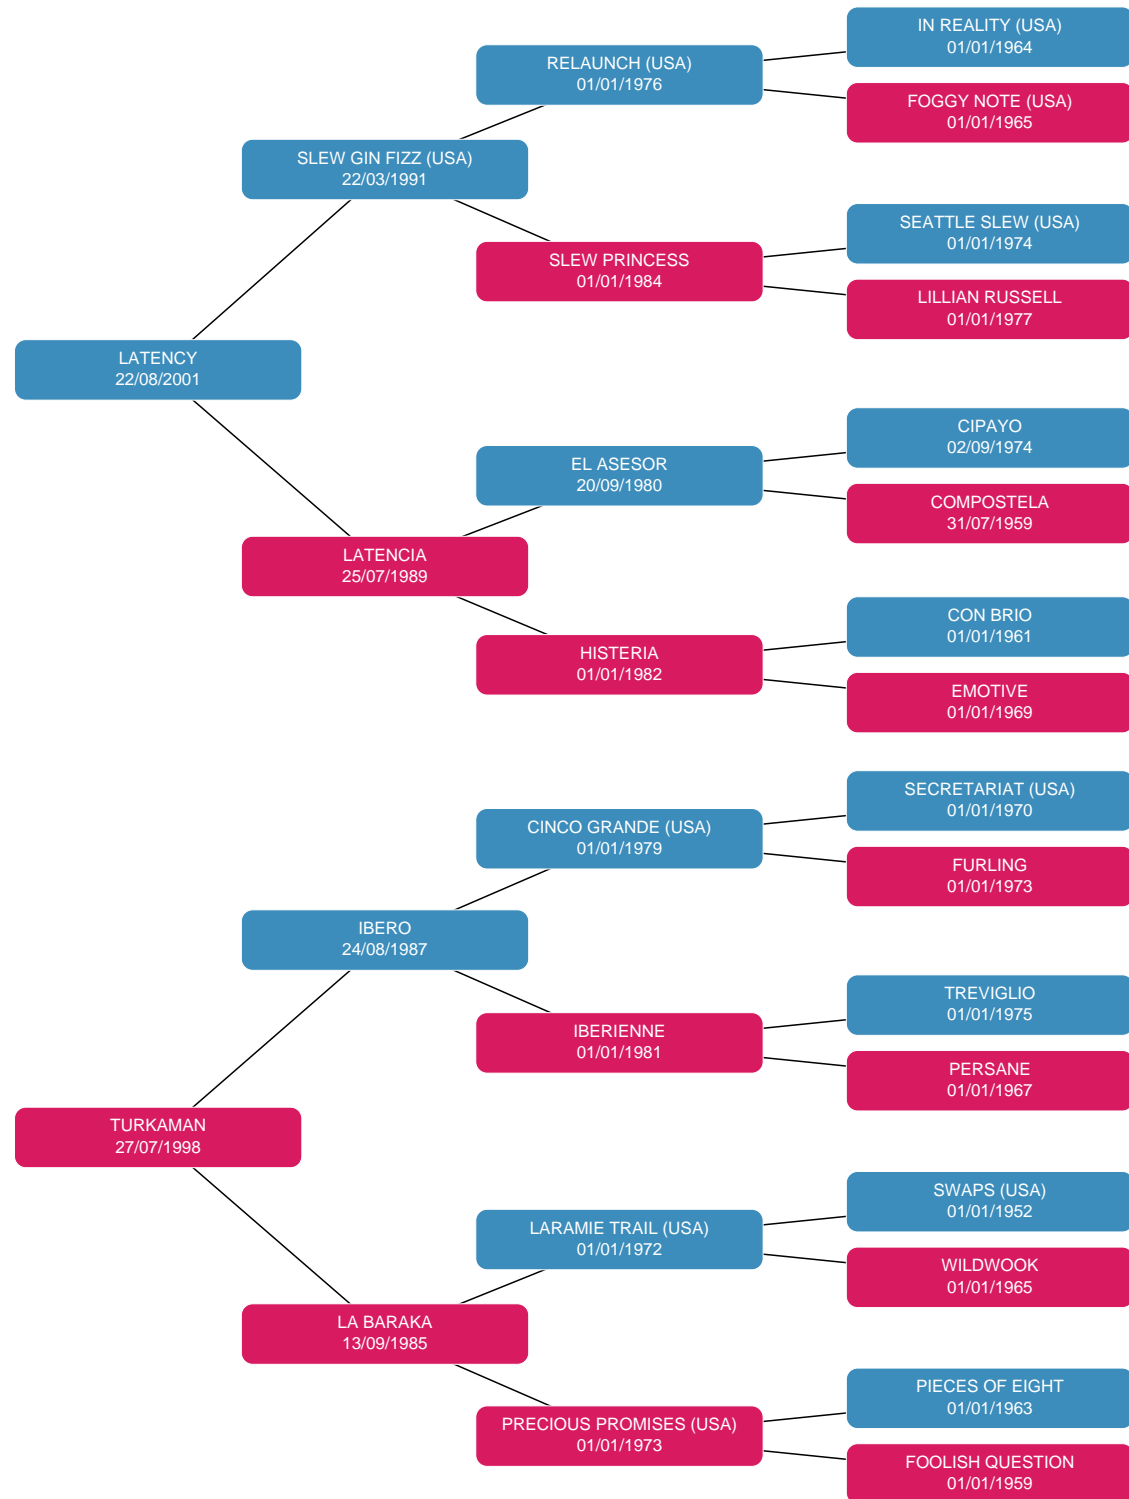 IN REALITY (USA)
01/01/1964
RELAUNCH (USA)
01/01/1976
FOGGY NOTE (USA)
01/01/1965
SLEW GIN FIZZ (USA)
22/03/1991
SEATTLE SLEW (USA)
01/01/1974
SLEW PRINCESS
01/01/1984
LILLIAN RUSSELL
01/01/1977
LATENCY
22/08/2001
CIPAYO
02/09/1974
EL ASESOR
20/09/1980
COMPOSTELA
31/07/1959
LATENCIA
25/07/1989
CON BRIO
01/01/1961
HISTERIA
01/01/1982
EMOTIVE
01/01/1969
SECRETARIAT (USA)
01/01/1970
CINCO GRANDE (USA)
01/01/1979
FURLING
01/01/1973
IBERO
24/08/1987
TREVIGLIO
01/01/1975
IBERIENNE
01/01/1981
PERSANE
01/01/1967
TURKAMAN
27/07/1998
SWAPS (USA)
01/01/1952
LARAMIE TRAIL (USA)
01/01/1972
WILDWOOK
01/01/1965
LA BARAKA
13/09/1985
PIECES OF EIGHT
01/01/1963
PRECIOUS PROMISES (USA)
01/01/1973
FOOLISH QUESTION
01/01/1959